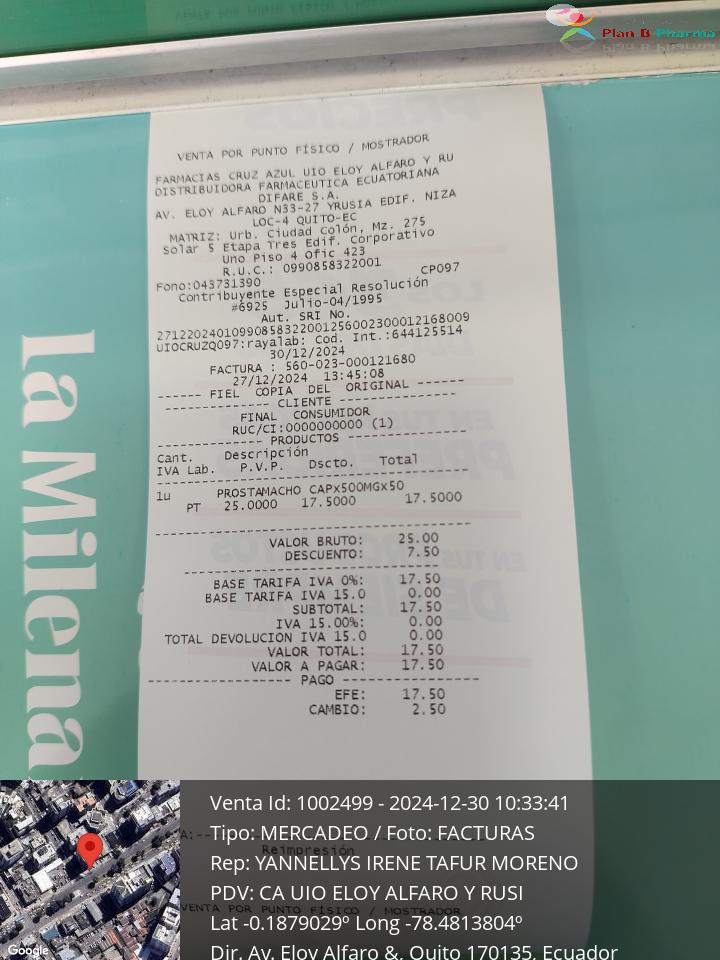 Plan B Pharma
VENTA POR PUNTO FÍSICO / MOSTRADOR
FARMACIAS CRUZ AZUL UIO ELOY ALFARO Y RU
DISTRIBUIDORA FARMACEUTICA ECUATORIANA
DIFARE S.A.
AV. ELOY ALFARO N33-27 YRUSIA EDIF. NIZA
LOC-4 QUITO-EC
MATRIZ: Urb. Ciudad Colón, Mz. 275
Solar 5 Etapa Tres Edif. Corporativo
Uno Piso 4 Ofic 423
R.U.C.: 0990858322001
Fono:043731390 CP097
Contribuyente Especial Resolución
#6925 Julio-04/1995
Aut. SRI No.
27122024010990858322001256002300012168009
UIOCRUZQ097:rayalab: Cod. Int.:644125514
30/12/2024
FACTURA : 560-023-000121680
27/12/2024 13:45:08
------ FIEL COPIA DEL ORIGINAL ------
---------------- CLIENTE ----------------
FINAL CONSUMIDOR
RUC/CI:0000000000 (1)
--------------- PRODUCTOS ---------------
Cant. Descripción
IVA Lab. P.V.P. Dscto. Total
1u PROSTAMACHO CAPx500MGx50
PT 25.0000 17.5000 17.5000
VALOR BRUTO: 25.00
DESCUENTO: 7.50
BASE TARIFA IVA 0%: 17.50
BASE TARIFA IVA 15.0 0.00
SUBTOTAL: 17.50
IVA 15.00%: 0.00
TOTAL DEVOLUCION IVA 15.0 0.00
VALOR TOTAL: 17.50
VALOR A PAGAR: 17.50
------------------ PAGO ------------------
EFE: 17.50
CAMBIO: 2.50
la Milena
A:--
Reimpresión
VENTA POR PUNTO FÍSICO / MOSTRADOR
Venta Id: 1002499 - 2024-12-30 10:33:41
Tipo: MERCADEO / Foto: FACTURAS
Rep: YANNELLYS IRENE TAFUR MORENO
PDV: CA UIO ELOY ALFARO Y RUSI
Lat -0.1879029º Long -78.4813804º
Dir. Av. Eloy Alfaro &, Quito 170135, Ecuador
Google